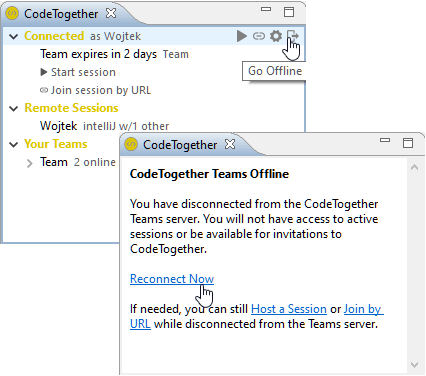 CodeTogether
Connected as Wojtek
Team expires in 2 days Team
Start session
Join session by URL
Go Offline
Remote Sessions
Wojtek intelliJ w/1 other
Your Teams
Team 2 online
CodeTogether
CodeTogether Teams Offline
You have disconnected from the CodeTogether
Teams server. You will not have access to active
sessions or be available for invitations to
CodeTogether.
Reconnect Now
If needed, you can still Host a Session or Join by
URL while disconnected from the Teams server.